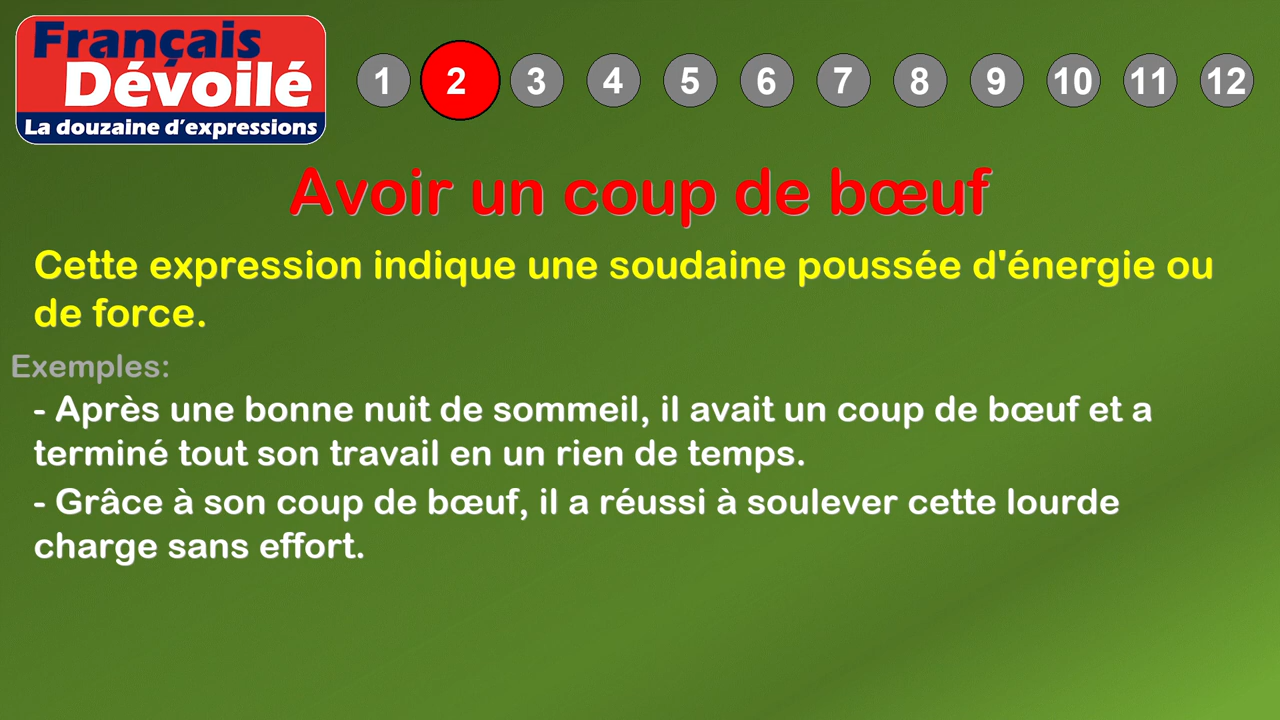 Français
Dévoilé
La douzaine d'expressions
1 2 3 4 5 6 7 8 9 10 11 12
Avoir un coup de bœuf
Cette expression indique une soudaine poussée d'énergie ou
de force.
Exemples:
- Après une bonne nuit de sommeil, il avait un coup de bœuf et a
terminé tout son travail en un rien de temps.
- Grâce à son coup de bœuf, il a réussi à soulever cette lourde
charge sans effort.